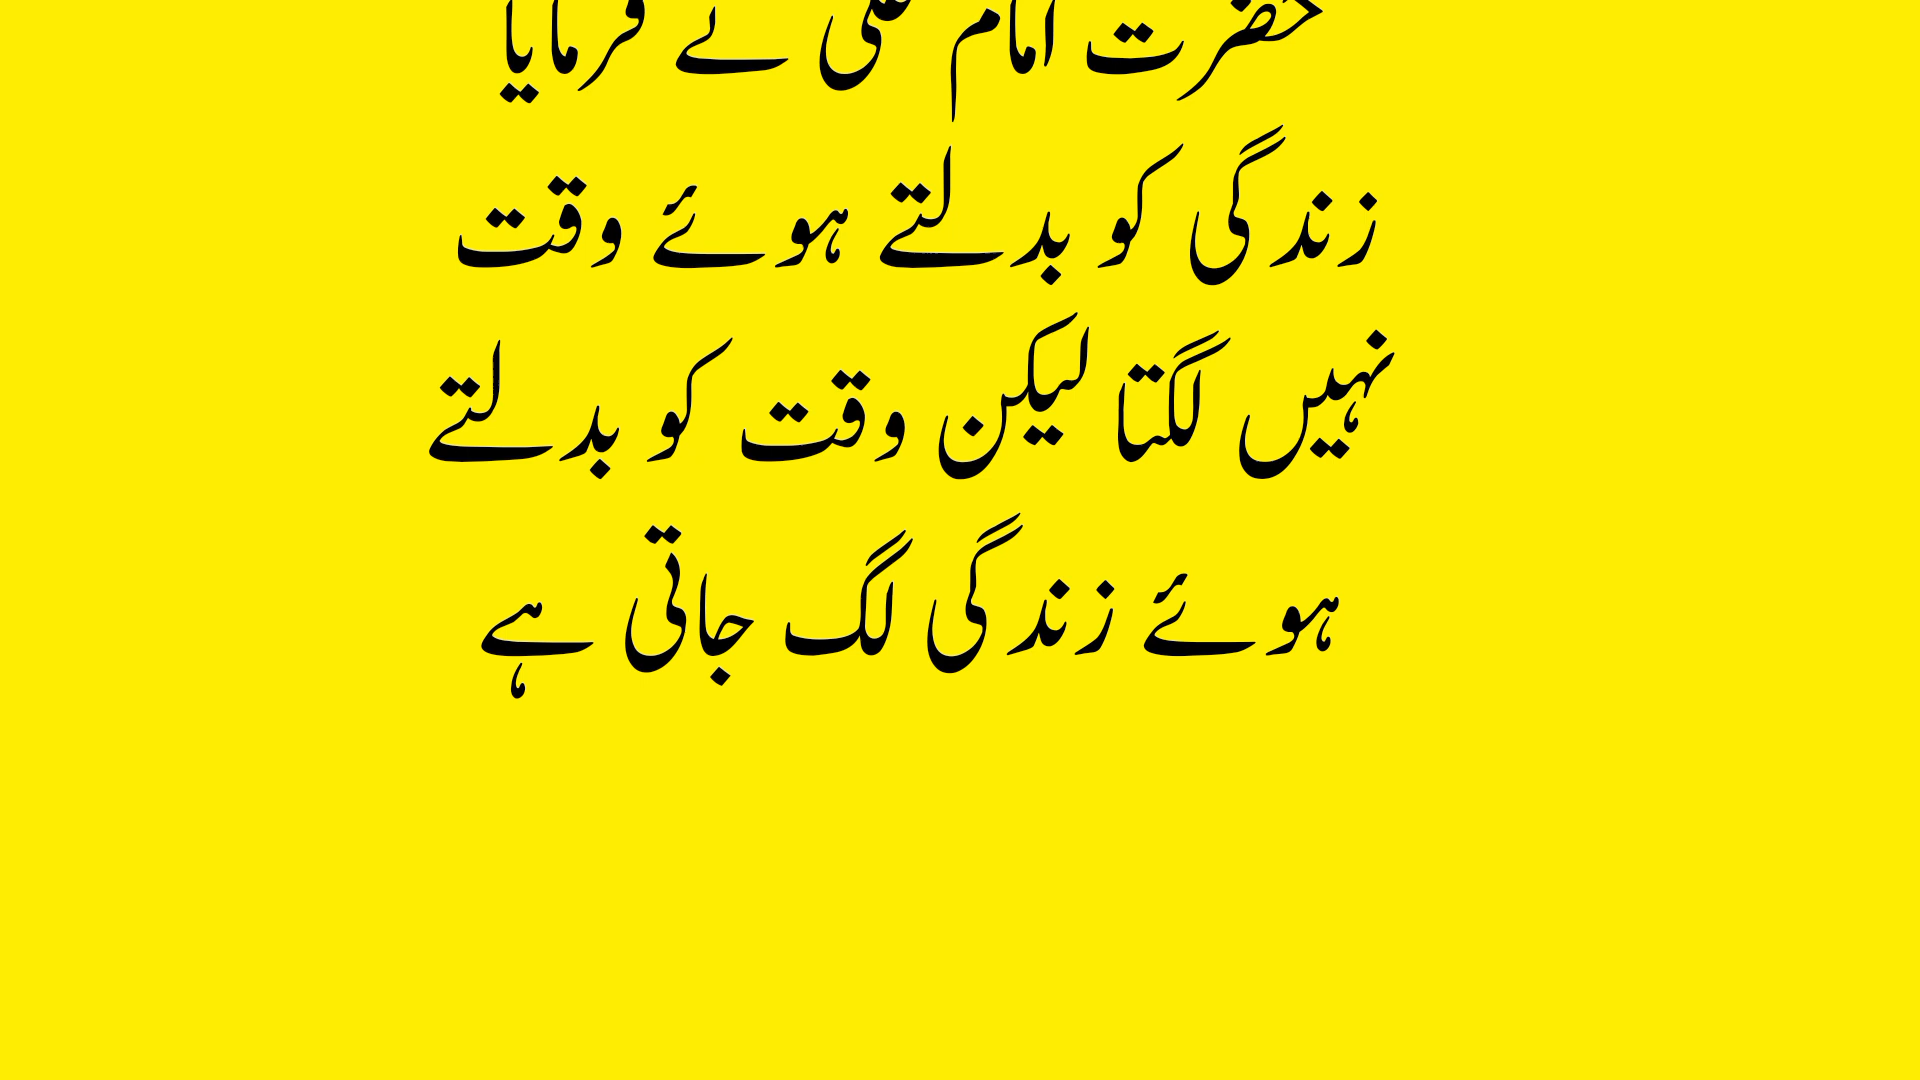 حضرت امام علی نے فرمایا
زندگی کو بدلتے ہوئے وقت
نہیں لگتا لیکن وقت کو بدلتے
ہوئے زندگی لگ جاتی ہے